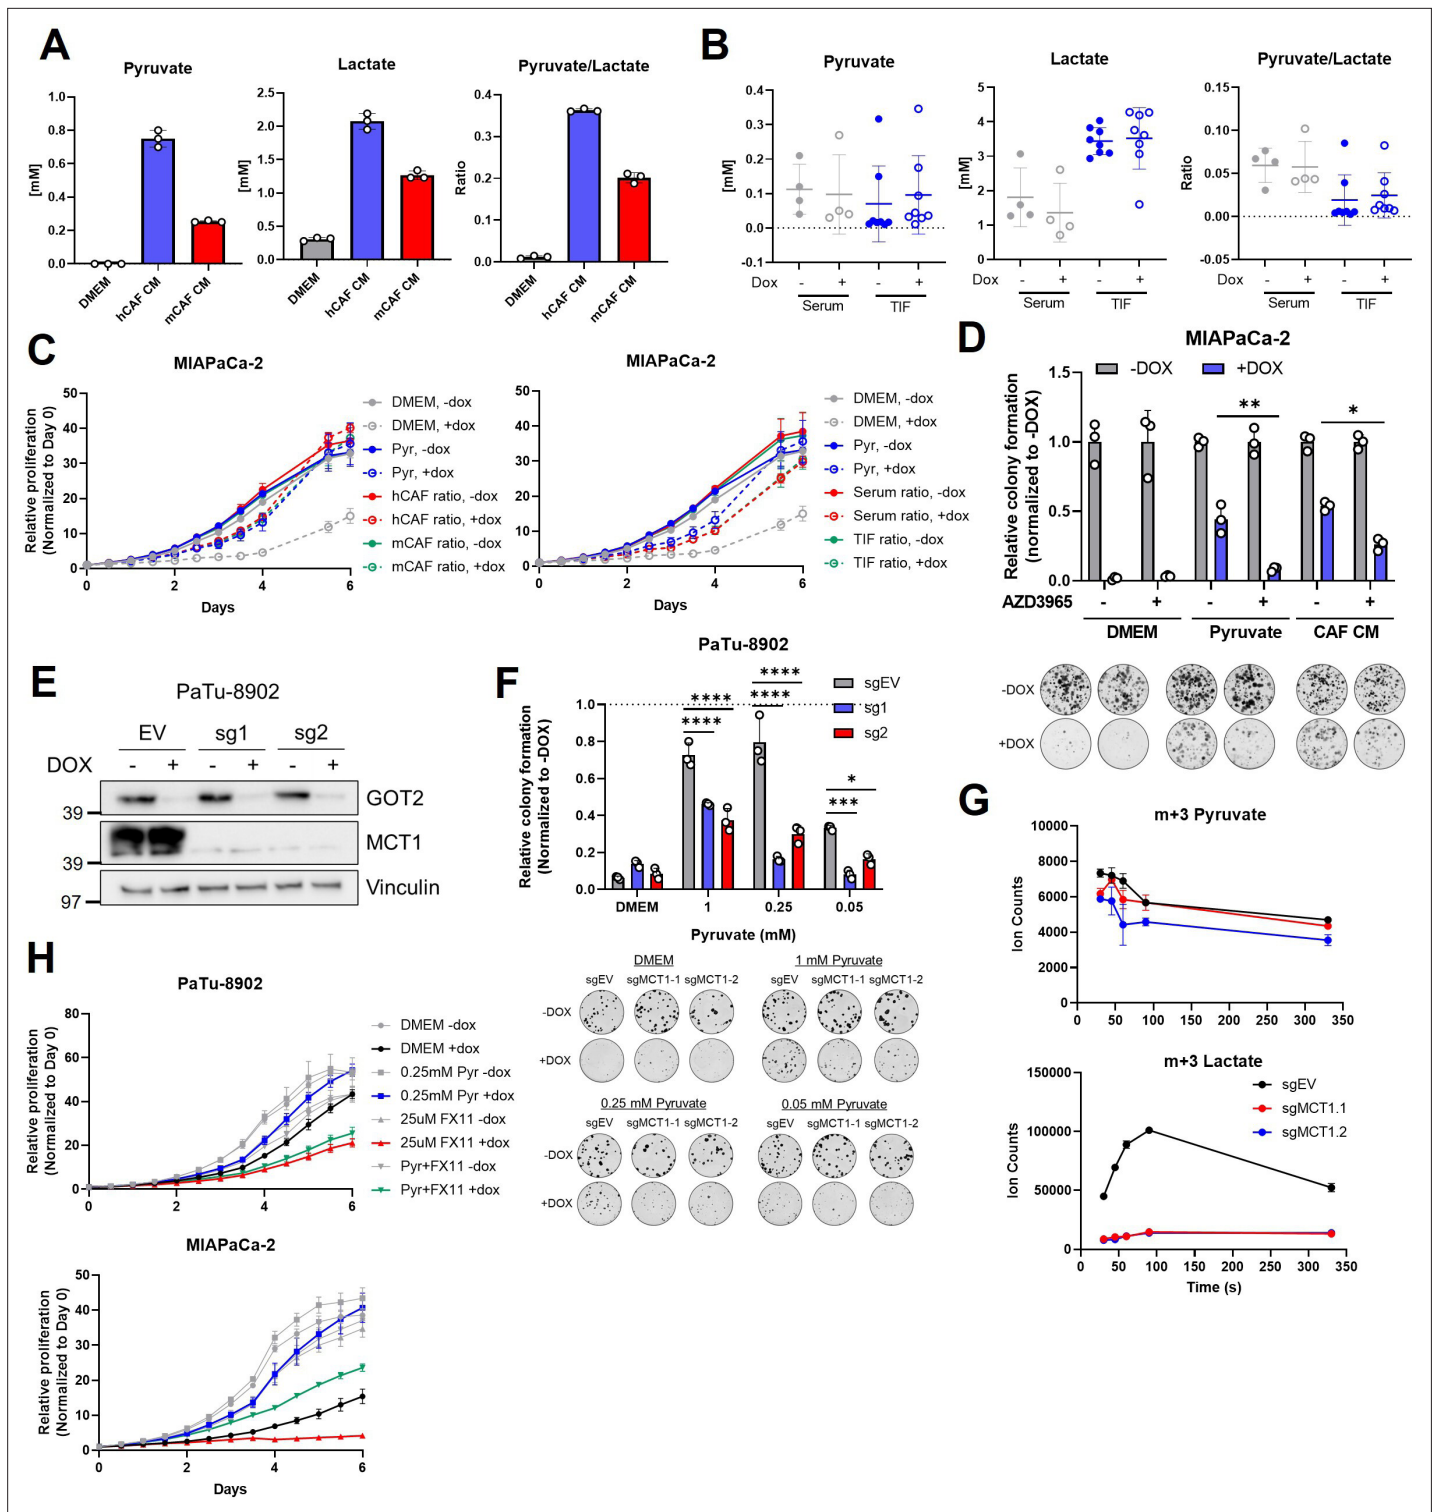 A
Pyruvate
[mM]
1.0
0.8
0.6
0.4
0.2
0.0
DMEM
hCAF CM
mCAF CM
Lactate
[mM]
2.5
2.0
1.5
1.0
0.5
0.0
DMEM
hCAF CM
mCAF CM
Pyruvate/Lactate
Ratio
0.4
0.3
0.2
0.1
0.0
DMEM
hCAF CM
mCAF CM
B
Pyruvate
[mM]
0.4
0.3
0.2
0.1
0.0
-0.1
Dox - + - +
Serum TIF
Lactate
[mM]
5
4
3
2
1
0
Dox - + - +
Serum TIF
Pyruvate/Lactate
Ratio
0.15
0.10
0.05
0.00
-0.05
Dox - + - +
Serum TIF
C
MIAPaCa-2
Relative proliferation
(Normalized to Day 0)
50
40
30
20
10
0
0 2 4 6
Days
DMEM, -dox
DMEM, +dox
Pyr, -dox
Pyr, +dox
hCAF ratio, -dox
hCAF ratio, +dox
mCAF ratio, -dox
mCAF ratio, +dox
MIAPaCa-2
50
40
30
20
10
0
0 2 4 6
Days
DMEM, -dox
DMEM, +dox
Pyr, -dox
Pyr, +dox
Serum ratio, -dox
Serum ratio, +dox
TIF ratio, -dox
TIF ratio, +dox
D
MIAPaCa-2
-DOX +DOX
Relative colony formation
(normalized to -DOX)
1.5
1.0
0.5
0.0
** *
AZD3965 - + - + - +
DMEM Pyruvate CAF CM
-DOX
+DOX
E
PaTu-8902
EV sg1 sg2
DOX - + - + - +
39 GOT2
39 MCT1
97 Vinculin
F
PaTu-8902
Relative colony formation
(Normalized to -DOX)
1.0
0.8
0.6
0.4
0.2
0.0
****
****
****
****
*
***
sgEV
sg1
sg2
DMEM 1 0.25 0.05
Pyruvate (mM)
DMEM 1 mM Pyruvate
sgEV sgMCT1-1 sgMCT1-2 sgEV sgMCT1-1 sgMCT1-2
-DOX
+DOX
0.25 mM Pyruvate 0.05 mM Pyruvate
sgEV sgMCT1-1 sgMCT1-2 sgEV sgMCT1-1 sgMCT1-2
-DOX
+DOX
G
m+3 Pyruvate
Ion Counts
10000
8000
6000
4000
2000
0
0 50 100 150 200 250 300 350
m+3 Lactate
Ion Counts
150000
100000
50000
0
0 50 100 150 200 250 300 350
Time (s)
sgEV
sgMCT1.1
sgMCT1.2
H
PaTu-8902
Relative proliferation
(Normalized to Day 0)
80
60
40
20
0
0 2 4 6
DMEM -dox
DMEM +dox
0.25mM Pyr -dox
0.25mM Pyr +dox
25uM FX11 -dox
25uM FX11 +dox
Pyr+FX11 -dox
Pyr+FX11 +dox
MIAPaCa-2
Relative proliferation
(Normalized to Day 0)
50
40
30
20
10
0
0 2 4 6
Days